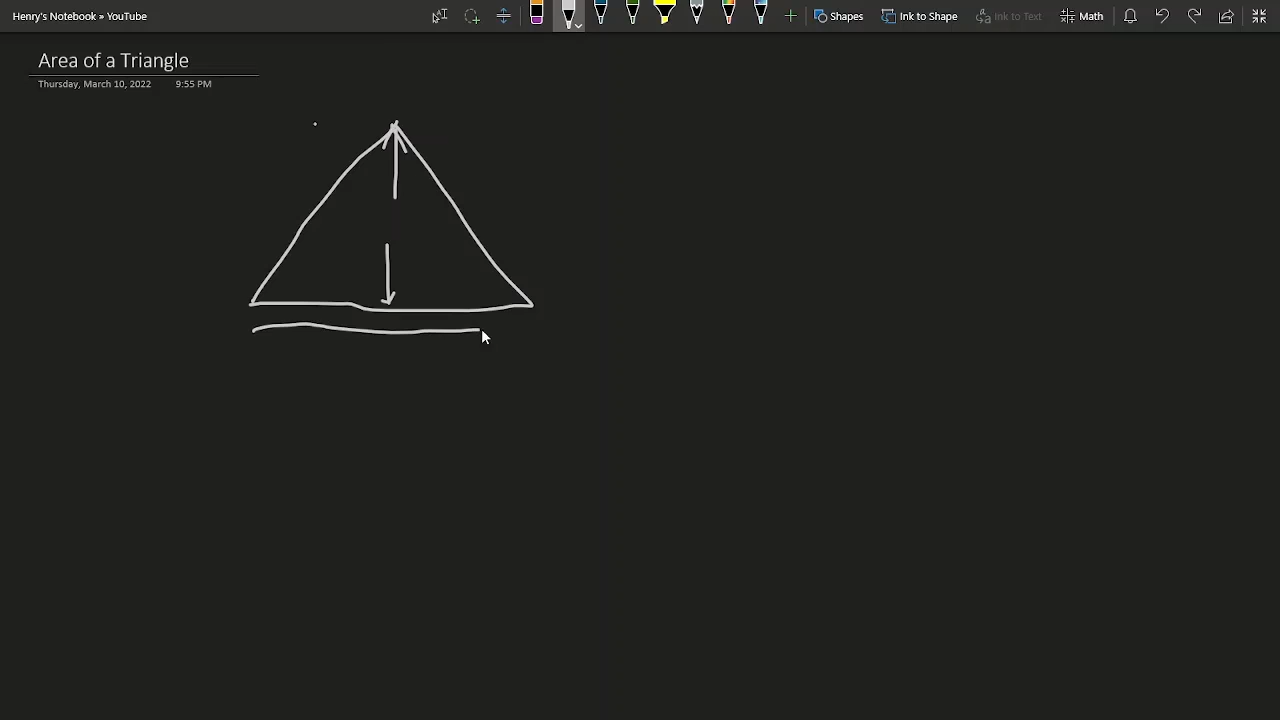 Henry's Notebook » YouTube
Shapes
Ink to Shape
Ink to Text
Math
Area of a Triangle
Thursday, March 10, 2022 9:55 PM